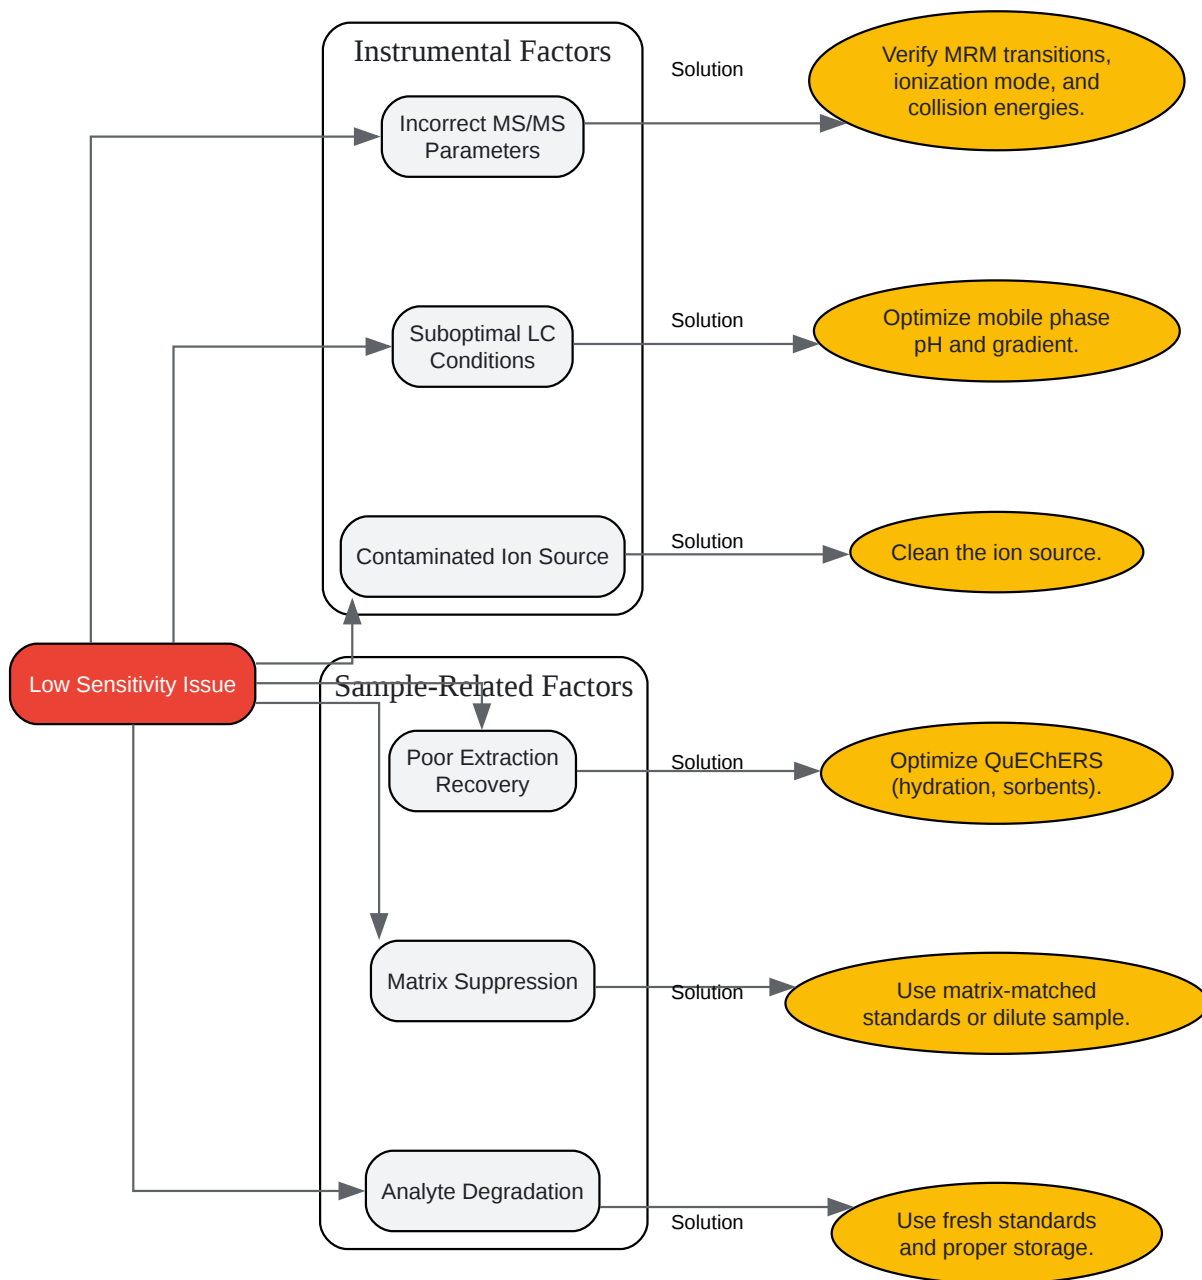 Instrumental Factors
Incorrect MS/MS
Parameters
Solution
Verify MRM transitions,
ionization mode, and
collision energies.
Suboptimal LC
Conditions
Solution
Optimize mobile phase
pH and gradient.
Contaminated Ion Source
Solution
Clean the ion source.
Low Sensitivity Issue
Sample-Related Factors
Poor Extraction
Recovery
Solution
Optimize QuEChERS
(hydration, sorbents).
Matrix Suppression
Solution
Use matrix-matched
standards or dilute sample.
Analyte Degradation
Solution
Use fresh standards
and proper storage.